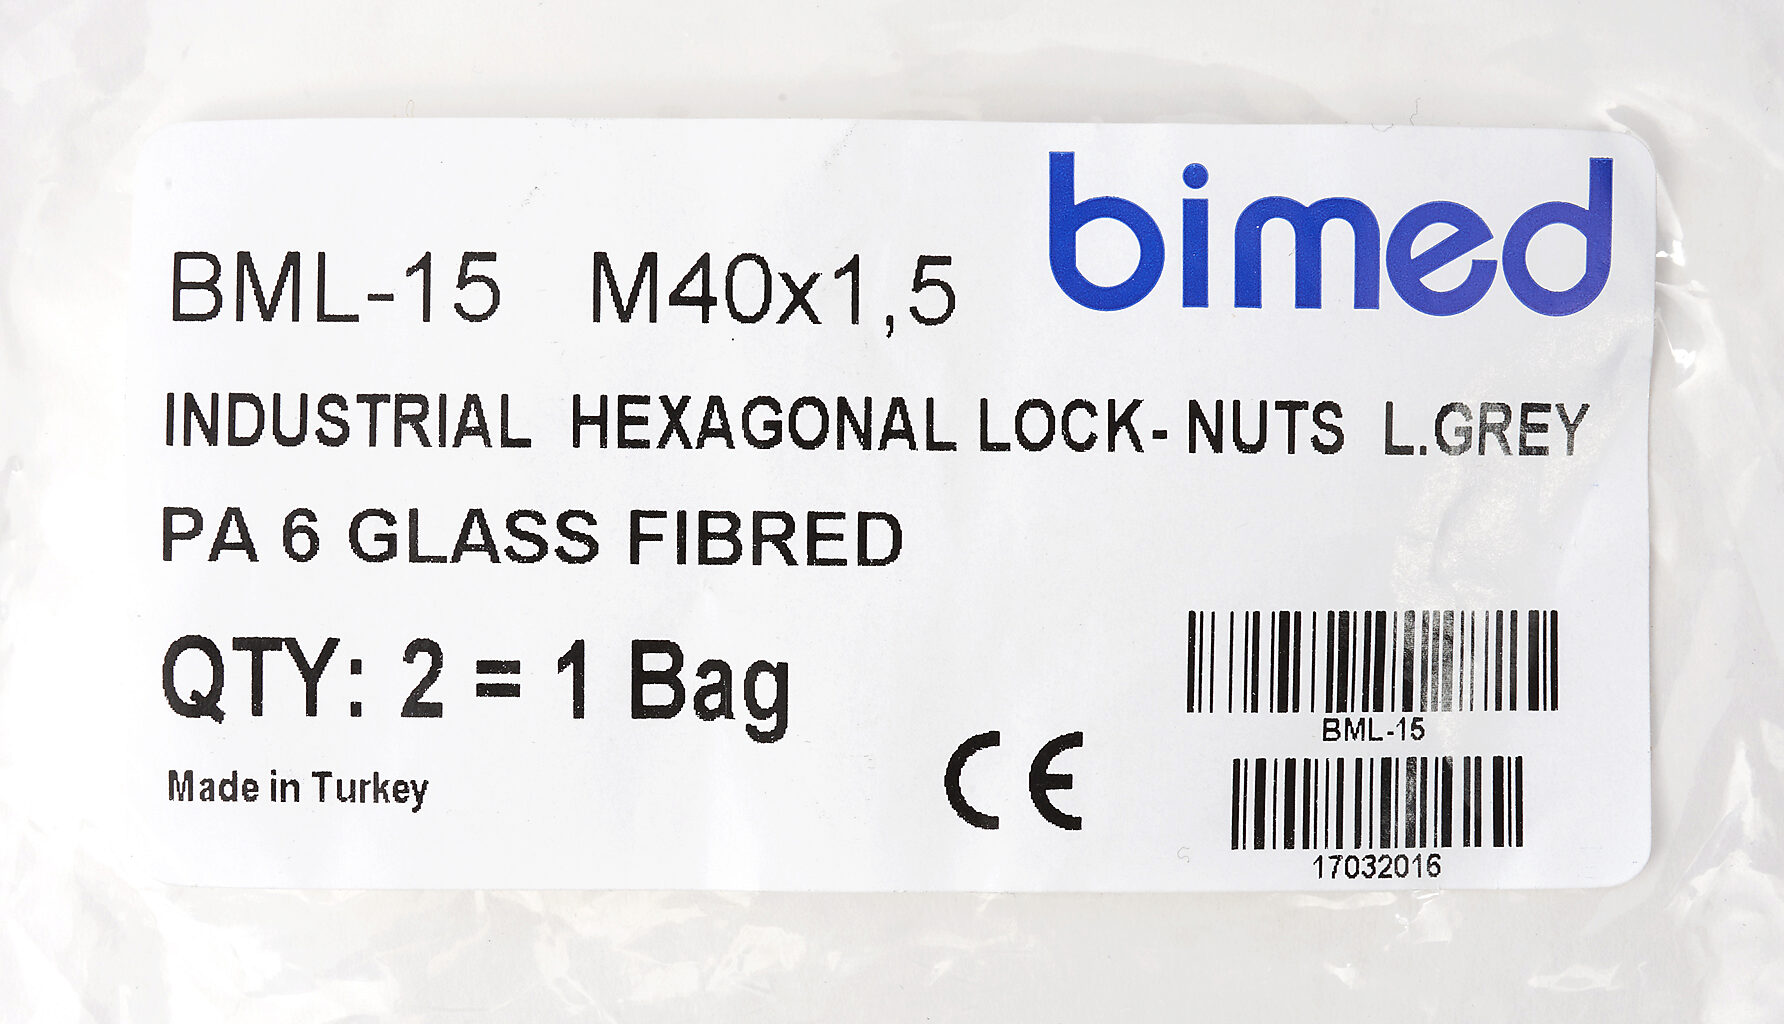 bimed
BML-15 M40x1,5
INDUSTRIAL HEXAGONAL LOCK- NUTS L.GREY
PA 6 GLASS FIBRED
QTY: 2 = 1 Bag
BML-15
Made in Turkey
CE
17032016